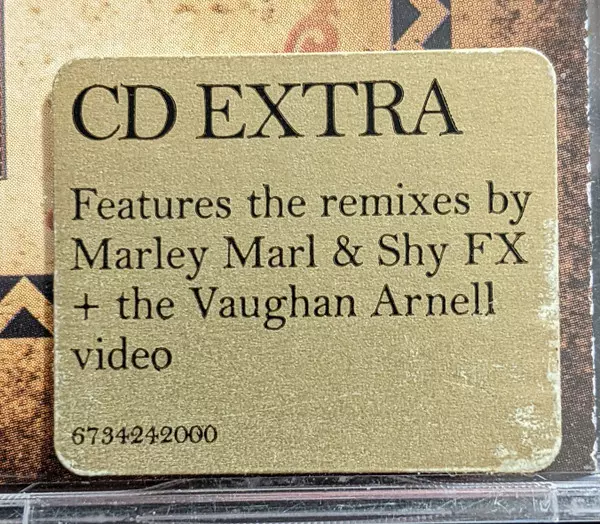 CD EXTRA
Features the remixes by
Marley Marl & Shy FX
+ the Vaughan Arnell
video
6734242000